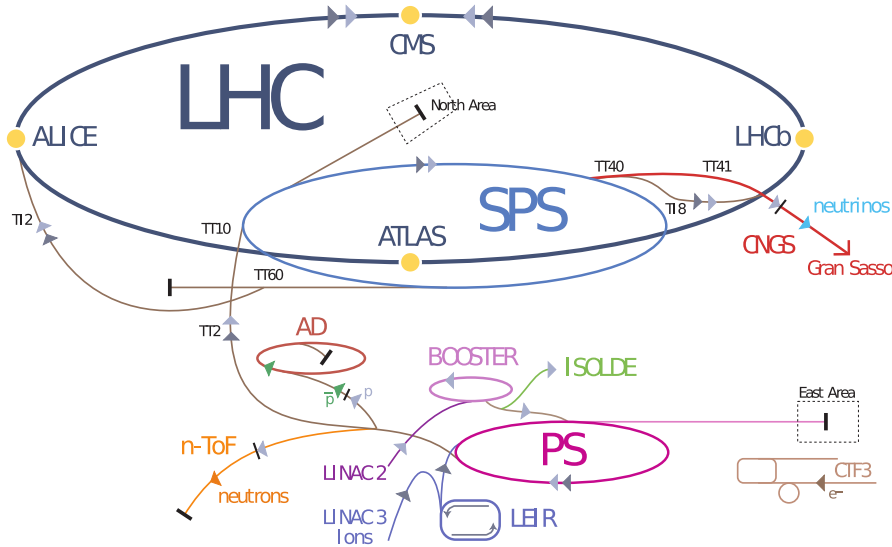 CMS
LHC
North Area
ALICE
LHCb
TT40
TT41
SPS
TI2
TI8
neutrinos
TT10
ATLAS
CNGS
Gran Sasso
TT60
TT2
AD
BOOSTER
ISOLDE
p̅
p
East Area
n-ToF
PS
LINAC 2
neutrons
CTF3
e⁻
LINAC 3
Ions
LEIR